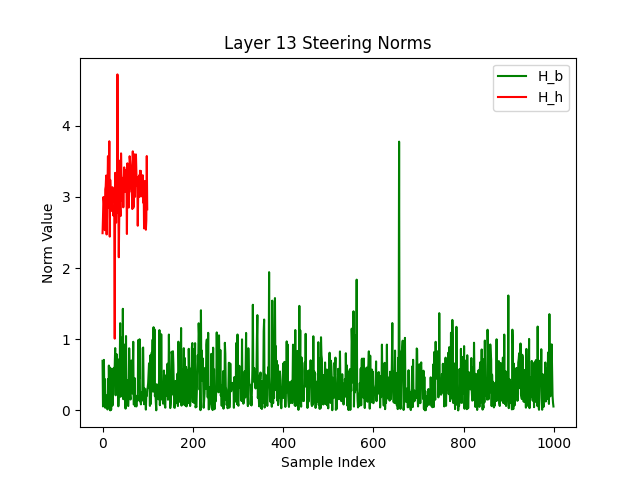 Layer 13 Steering Norms
H_b
H_h
Norm Value
4
3
2
1
0
0 200 400 600 800 1000
Sample Index